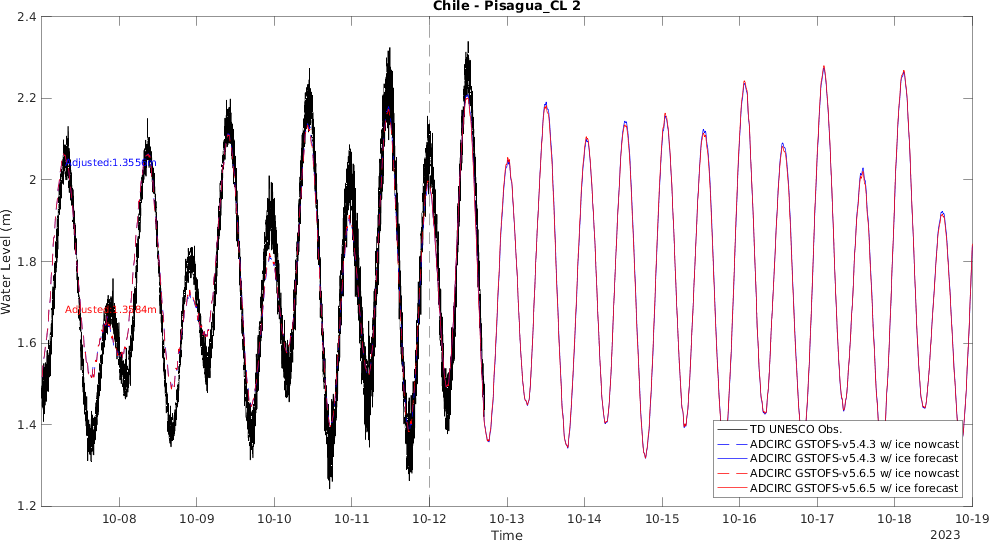 Chile - Pisagua_CL 2
2.4
2.2
2
1.8
1.6
1.4
1.2
Water Level (m)
Adjusted:
Adjusted:
TD UNESCO Obs.
ADCIRC GSTOFS-v5.4.3 w/ ice nowcast
ADCIRC GSTOFS-v5.4.3 w/ ice forecast
ADCIRC GSTOFS-v5.6.5 w/ ice nowcast
ADCIRC GSTOFS-v5.6.5 w/ ice forecast
10-08 10-09 10-10 10-11 10-12 10-13 10-14 10-15 10-16 10-17 10-18 10-19
Time
2023